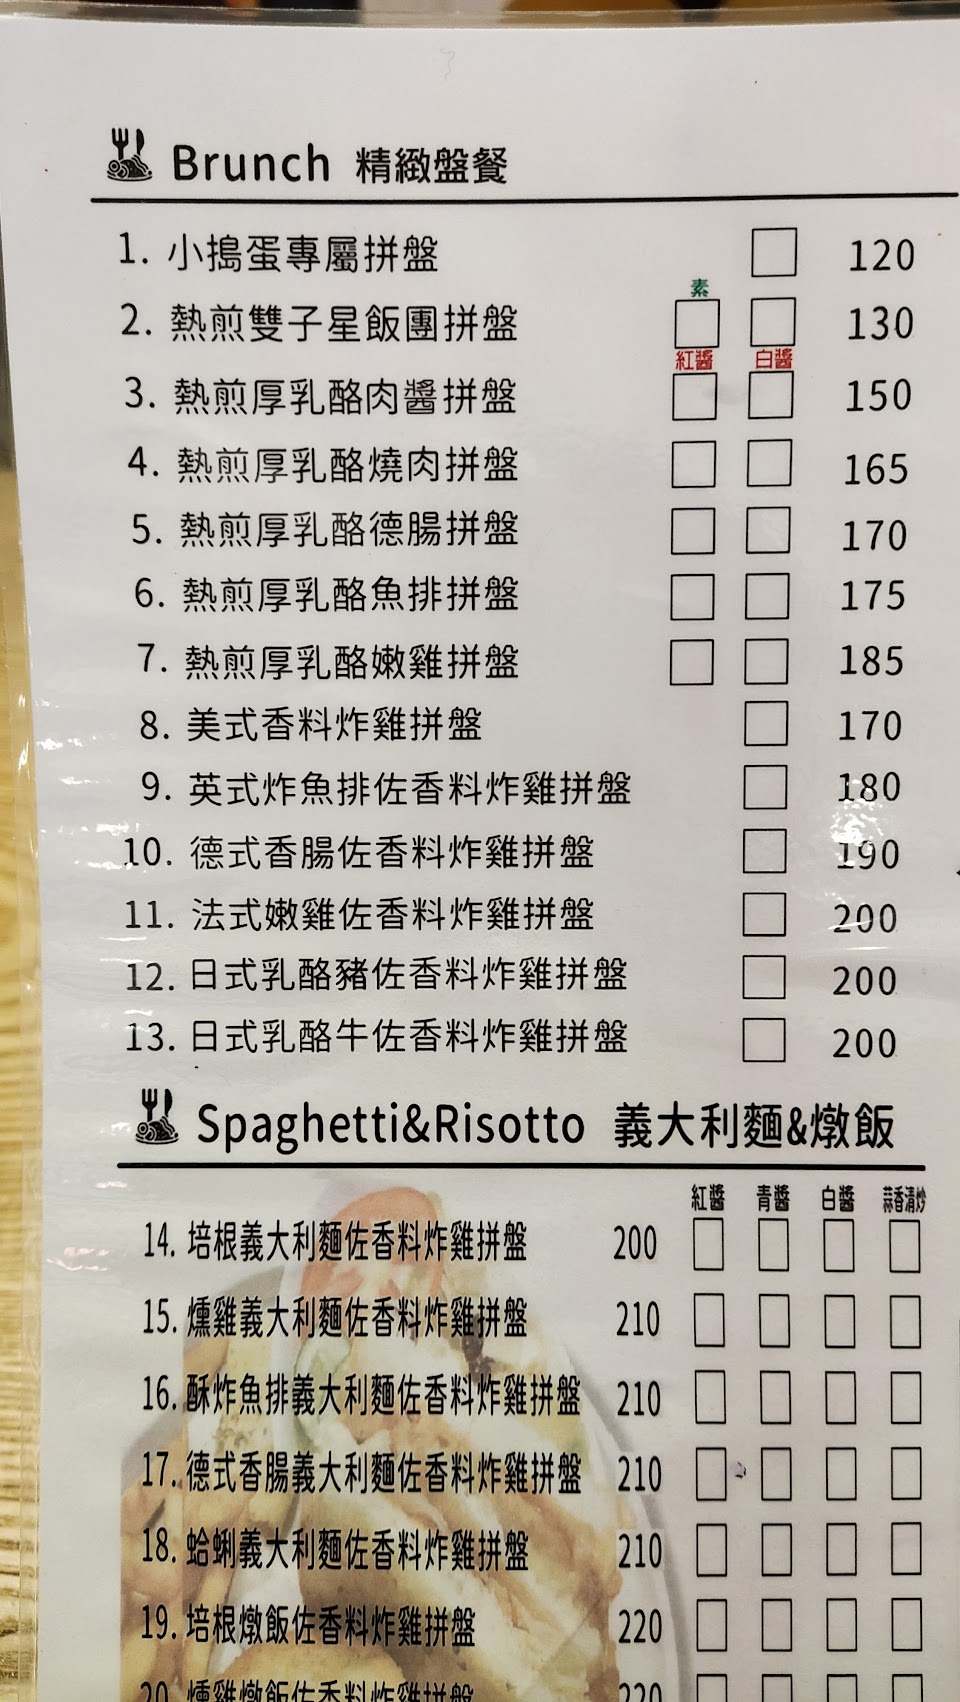 Brunch 精緻盤餐
1. 小搗蛋專屬拼盤 120
素
2. 熱煎雙子星飯團拼盤 130
紅醬 白醬
3. 熱煎厚乳酪肉醬拼盤 150
4. 熱煎厚乳酪燒肉拼盤 165
5. 熱煎厚乳酪德腸拼盤 170
6. 熱煎厚乳酪魚排拼盤 175
7. 熱煎厚乳酪嫩雞拼盤 185
8. 美式香料炸雞拼盤 170
9. 英式炸魚排佐香料炸雞拼盤 180
10. 德式香腸佐香料炸雞拼盤 190
11. 法式嫩雞佐香料炸雞拼盤 200
12. 日式乳酪豬佐香料炸雞拼盤 200
13. 日式乳酪牛佐香料炸雞拼盤 200
Spaghetti&Risotto 義大利麵&燉飯
紅醬 青醬 白醬 蒜香清炒
14. 培根義大利麵佐香料炸雞拼盤 200
15. 燻雞義大利麵佐香料炸雞拼盤 210
16. 酥炸魚排義大利麵佐香料炸雞拼盤 210
17. 德式香腸義大利麵佐香料炸雞拼盤 210
18. 蛤蜊義大利麵佐香料炸雞拼盤 210
19. 培根燉飯佐香料炸雞拼盤 220
20. 燻雞燉飯佐香料炸雞拼盤 220